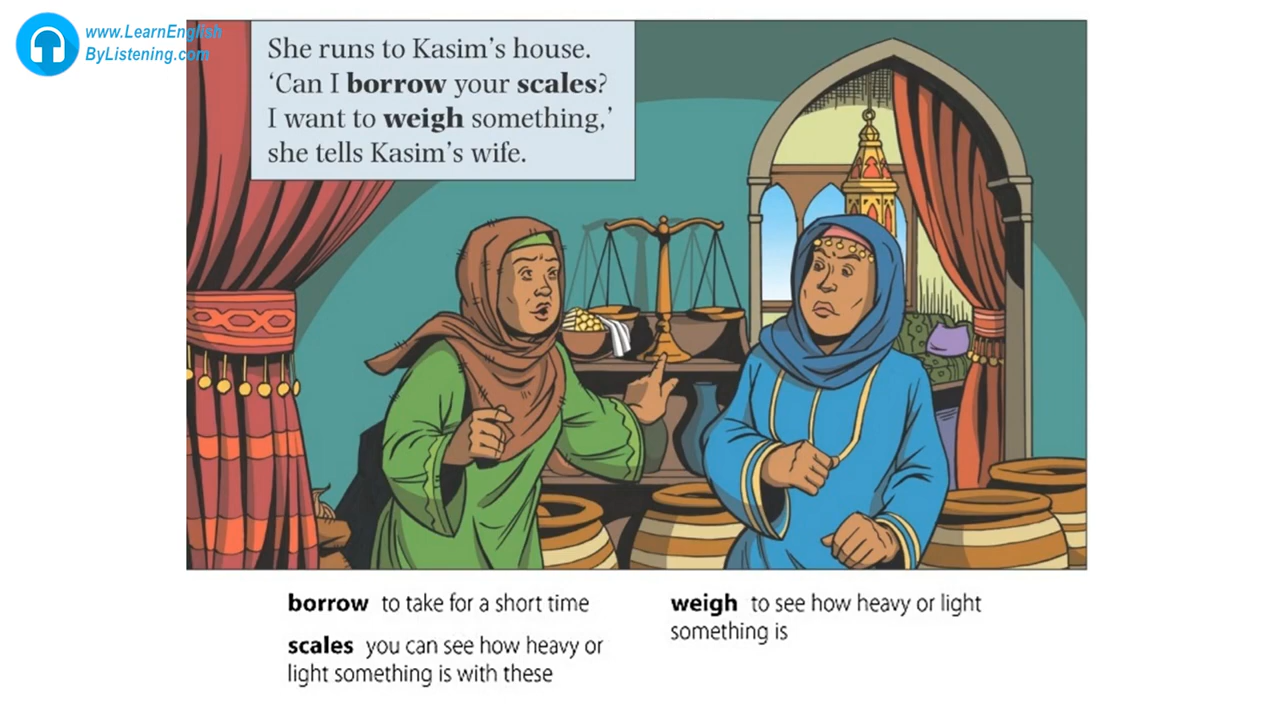 www.LearnEnglish
ByListening.com
She runs to Kasim’s house.
‘Can I borrow your scales?
I want to weigh something,’
she tells Kasim’s wife.
borrow to take for a short time
scales you can see how heavy or
light something is with these
weigh to see how heavy or light
something is